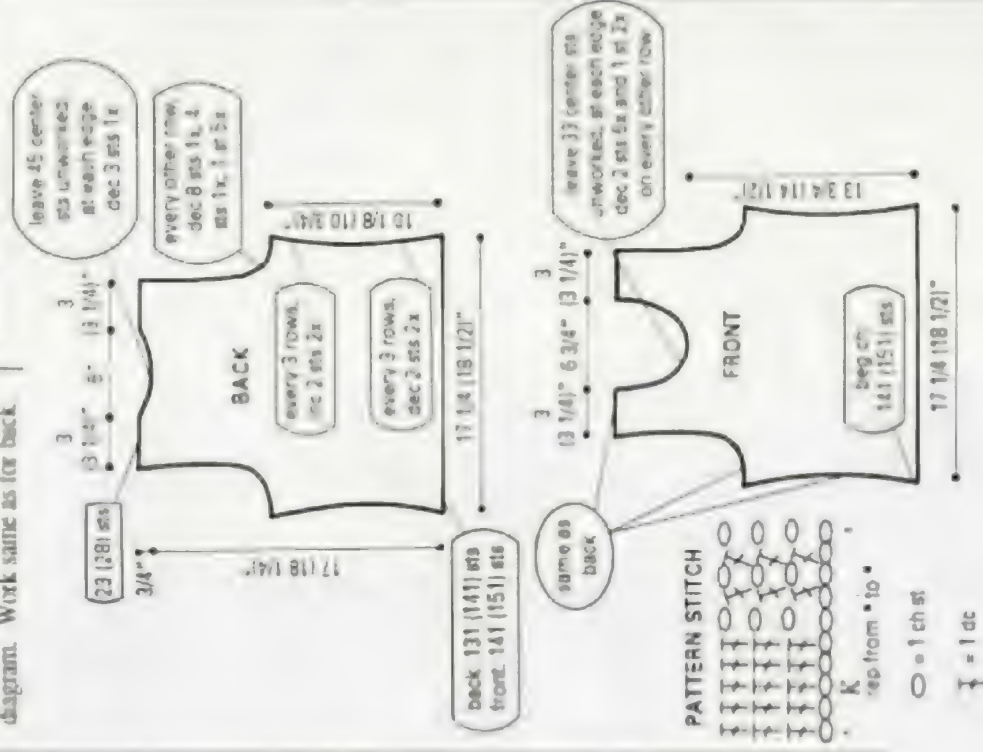 diagram. Work same as for back
leave 45 center
sts unworked
at each edge
dec 3 sts 1x
every other row,
dec 8 sts 1x, 4
sts 1x, 1 st 5x
3
(3 1/4)"
3
(3 1/4)"
23 (28) sts
3/4"
17 (18 1/4)"
BACK
10 1/8 (10 3/4)"
every 3 rows,
inc 2 sts 2x
every 3 rows,
dec 2 sts 2x
17 1/4 (18 1/2)"
back 131 (141) sts
front 141 (151) sts
leave 33 center sts
unworked, at each edge
dec 2 sts 6x and 1 st 2x
on every other row
3
(3 1/4)"
6 3/4"
3
(3 1/4)"
same as
back
FRONT
13 3/4 (14 1/2)"
beg ch
141 (151) sts
17 1/4 (18 1/2)"
PATTERN STITCH
K
rep from * to *
= 1 ch st
= 1 dc